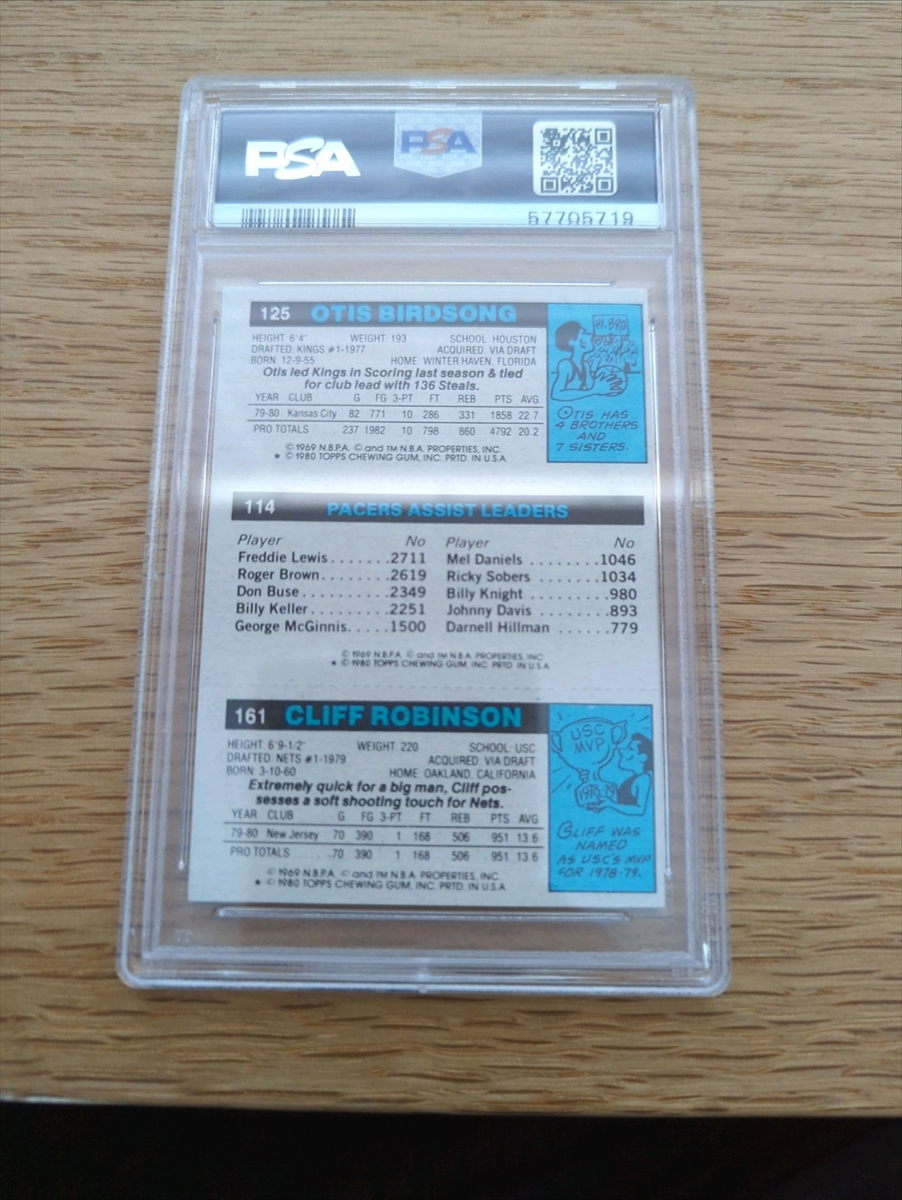 PSA
PSA
57705719
125 OTIS BIRDSONG
HEIGHT 6'4" WEIGHT 193 SCHOOL HOUSTON
DRAFTED KINGS #1-1977 ACQUIRED VIA DRAFT
BORN 12-9-55 HOME WINTER HAVEN, FLORIDA
Otis led Kings in Scoring last season & tied
for club lead with 136 Steals.
YEAR CLUB G FG 3-PT FT REB PTS AVG
79-80 Kansas City 82 771 10 286 331 1858 22.7
PRO TOTALS 237 1982 10 798 860 4792 20.2
© 1969 N.B.P.A. © and TM N.B.A. PROPERTIES, INC.
* © 1980 TOPPS CHEWING GUM, INC. PRTD. IN U.S.A.
OTIS HAS
4 BROTHERS
AND
7 SISTERS.
114 PACERS ASSIST LEADERS
Player No Player No
Freddie Lewis.......2711 Mel Daniels ........1046
Roger Brown........2619 Ricky Sobers .......1034
Don Buse..........2349 Billy Knight ........980
Billy Keller.........2251 Johnny Davis .......893
George McGinnis.....1500 Darnell Hillman ......779
© 1969 N.B.P.A. © and TM N.B.A. PROPERTIES, INC.
* © 1980 TOPPS CHEWING GUM, INC. PRTD. IN U.S.A.
161 CLIFF ROBINSON
HEIGHT 6'9-1/2" WEIGHT 220 SCHOOL USC
DRAFTED NETS #1-1979 ACQUIRED VIA DRAFT
BORN 3-10-60 HOME OAKLAND, CALIFORNIA
Extremely quick for a big man, Cliff pos-
sesses a soft shooting touch for Nets.
YEAR CLUB G FG 3-PT FT REB PTS AVG
79-80 New Jersey 70 390 1 168 506 951 13.6
PRO TOTALS 70 390 1 168 506 951 13.6
© 1969 N.B.P.A. © and TM N.B.A. PROPERTIES, INC.
* © 1980 TOPPS CHEWING GUM, INC. PRTD. IN U.S.A.
USC
MVP
1978-79
CLIFF WAS
NAMED
AS USC'S MVP
FOR 1978-79.